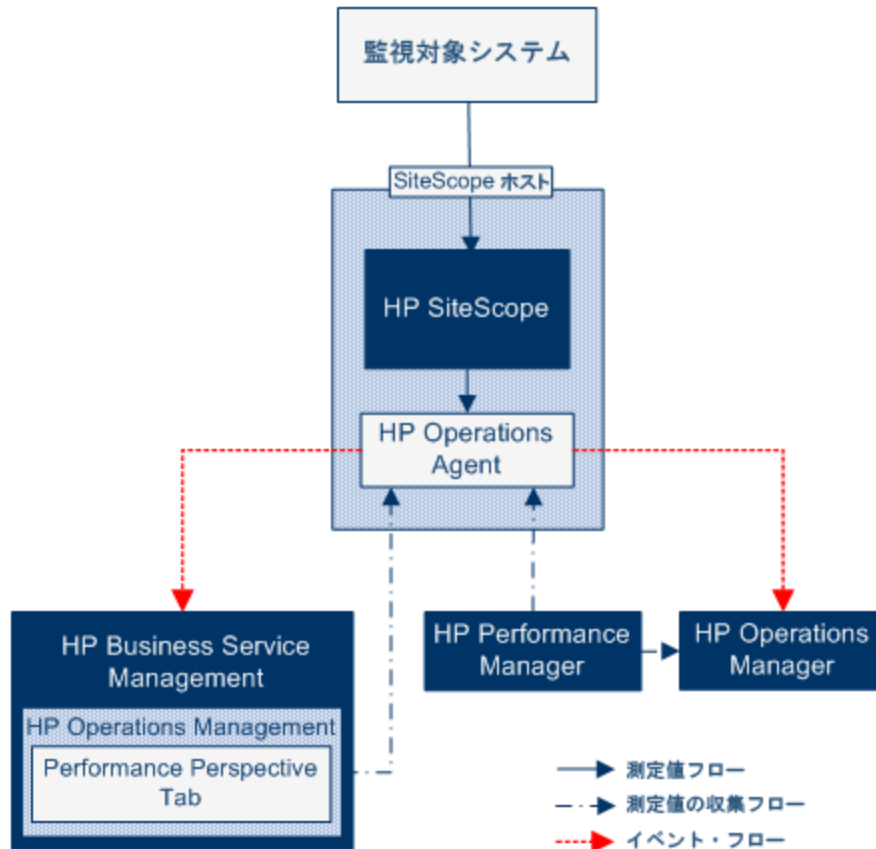 監視対象システム
SiteScope ホスト
HP SiteScope
HP Operations
Agent
HP Business Service
Management
HP Operations Management
Performance Perspective
Tab
HP Performance
Manager
HP Operations
Manager
測定値フロー
測定値の収集フロー
イベント・フロー